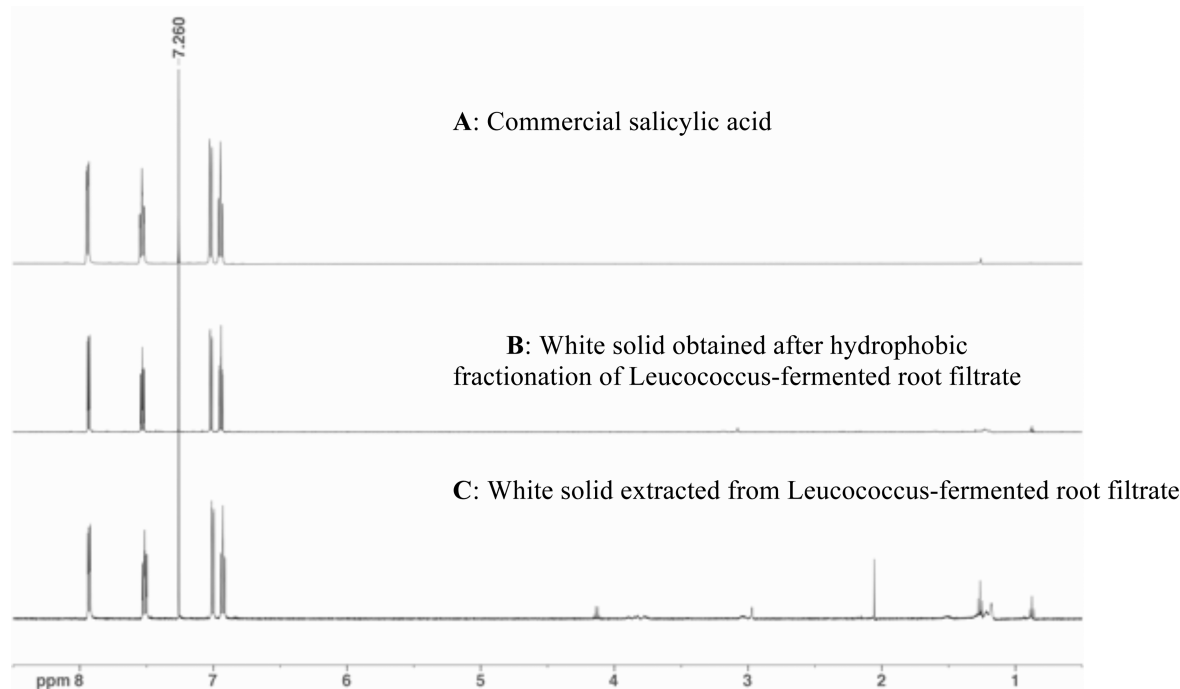 7.260
A: Commercial salicylic acid
B: White solid obtained after hydrophobic
fractionation of Leucococcus-fermented root filtrate
C: White solid extracted from Leucococcus-fermented root filtrate
ppm 8 7 6 5 4 3 2 1